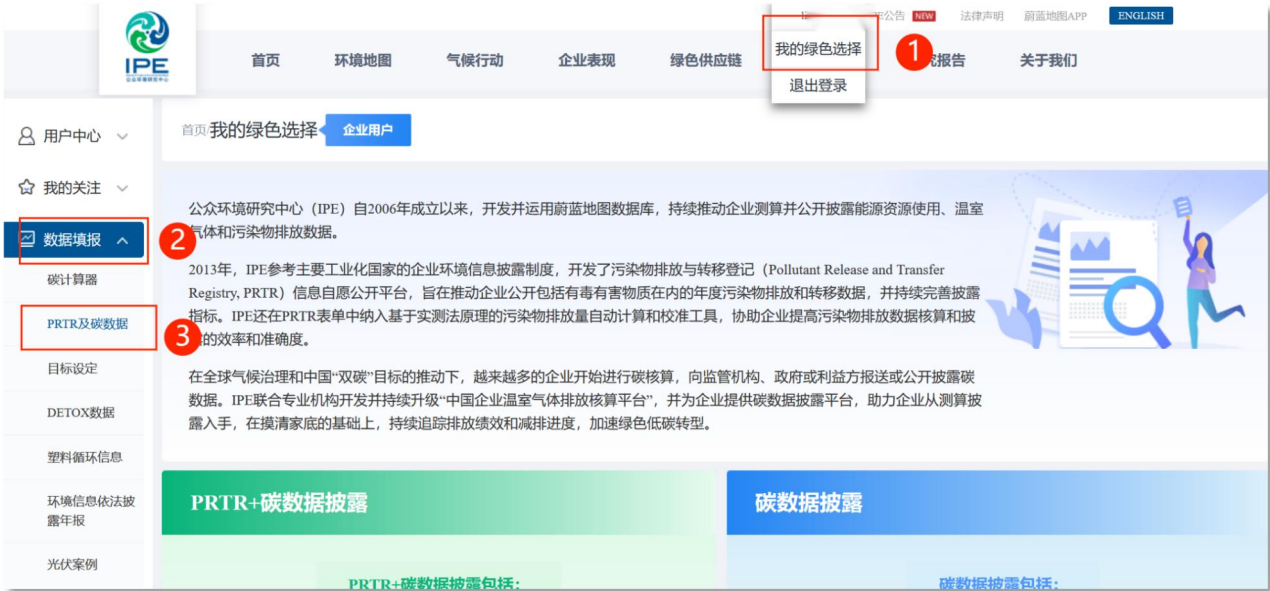 公告 NEW 法律声明 蔚蓝地图APP ENGLISH
IPE
首页 环境地图 气候行动 企业表现 绿色供应链 我的绿色选择 1 报告 关于我们
退出登录
用户中心
我的关注
数据填报 2
碳计算器
PRTR及碳数据 3
目标设定
DETOX数据
塑料循环信息
环境信息依法披
露年报
光伏案例
首页/我的绿色选择 企业用户
公众环境研究中心（IPE）自2006年成立以来，开发并运用蔚蓝地图数据库，持续推动企业测算并公开披露能源资源使用、温室
气体和污染物排放数据。
2013年，IPE参考主要工业化国家的企业环境信息披露制度，开发了污染物排放与转移登记（Pollutant Release and Transfer
Registry, PRTR）信息自愿公开平台，旨在推动企业公开包括有毒有害物质在内的年度污染物排放和转移数据，并持续完善披露
指标。IPE还在PRTR表单中纳入基于实测法原理的污染物排放量自动计算和校准工具，协助企业提高污染物排放数据核算和披
的效率和准确度。
在全球气候治理和中国“双碳”目标的推动下，越来越多的企业开始进行碳核算，向监管机构、政府或利益方报送或公开披露碳
数据。IPE联合专业机构开发并持续升级“中国企业温室气体排放核算平台”，并为企业提供碳数据披露平台，助力企业从测算披
露入手，在摸清家底的基础上，持续追踪排放绩效和减排进度，加速绿色低碳转型。
PRTR+碳数据披露
PRTR+碳数据披露包括：
碳数据披露
碳数据披露包括：